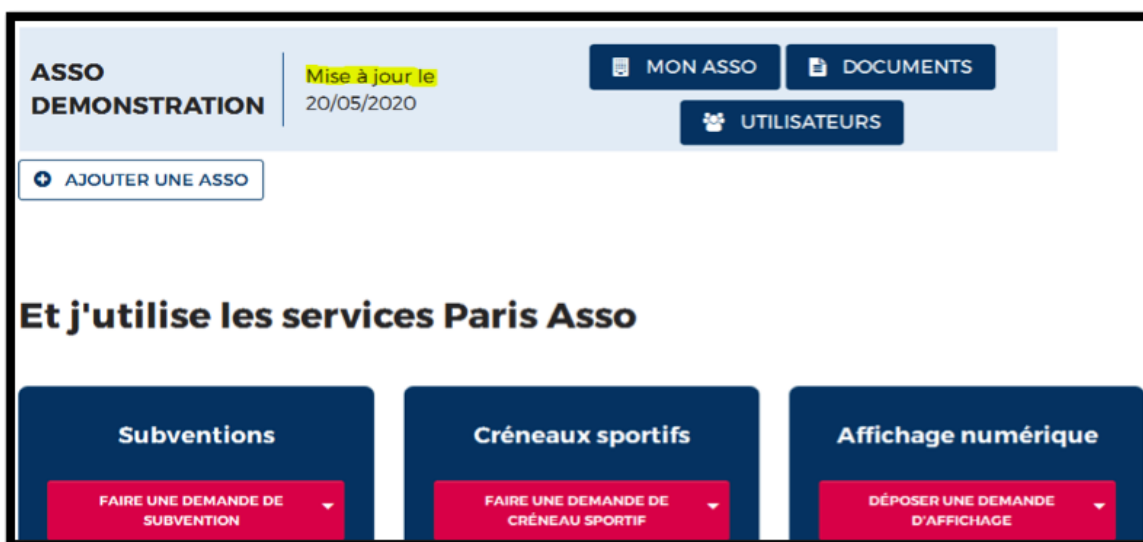 ASSO
DEMONSTRATION
Mise à jour le
20/05/2020
MON ASSO
DOCUMENTS
UTILISATEURS
AJOUTER UNE ASSO
Et j'utilise les services Paris Asso
Subventions
FAIRE UNE DEMANDE DE
SUBVENTION
Créneaux sportifs
FAIRE UNE DEMANDE DE
CRÉNEAU SPORTIF
Affichage numérique
DÉPOSER UNE DEMANDE
D'AFFICHAGE